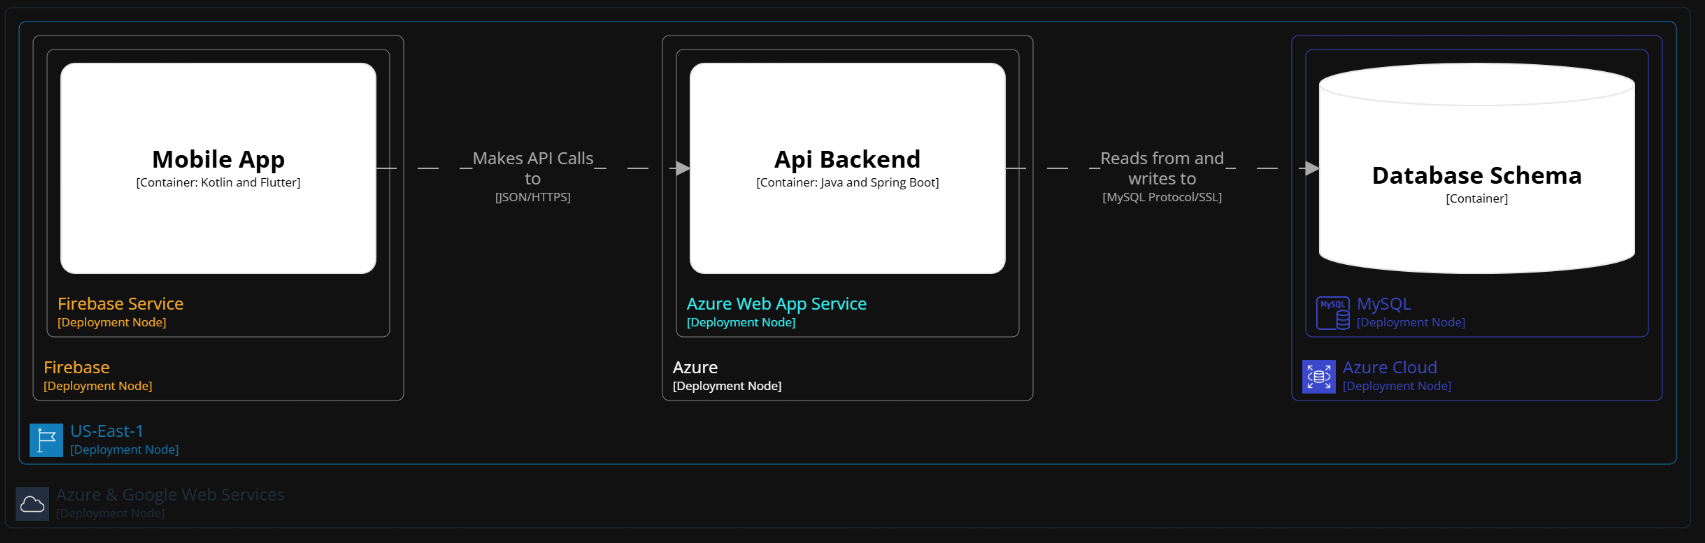 Mobile App
[Container: Kotlin and Flutter]
Firebase Service
[Deployment Node]
Firebase
[Deployment Node]
Makes API Calls
to
[JSON/HTTPS]
Api Backend
[Container: Java and Spring Boot]
Azure Web App Service
[Deployment Node]
Azure
[Deployment Node]
Reads from and
writes to
[MySQL Protocol/SSL]
Database Schema
[Container]
MySQL
MySQL
[Deployment Node]
Azure Cloud
[Deployment Node]
US-East-1
[Deployment Node]
Azure & Google Web Services
[Deployment Node]